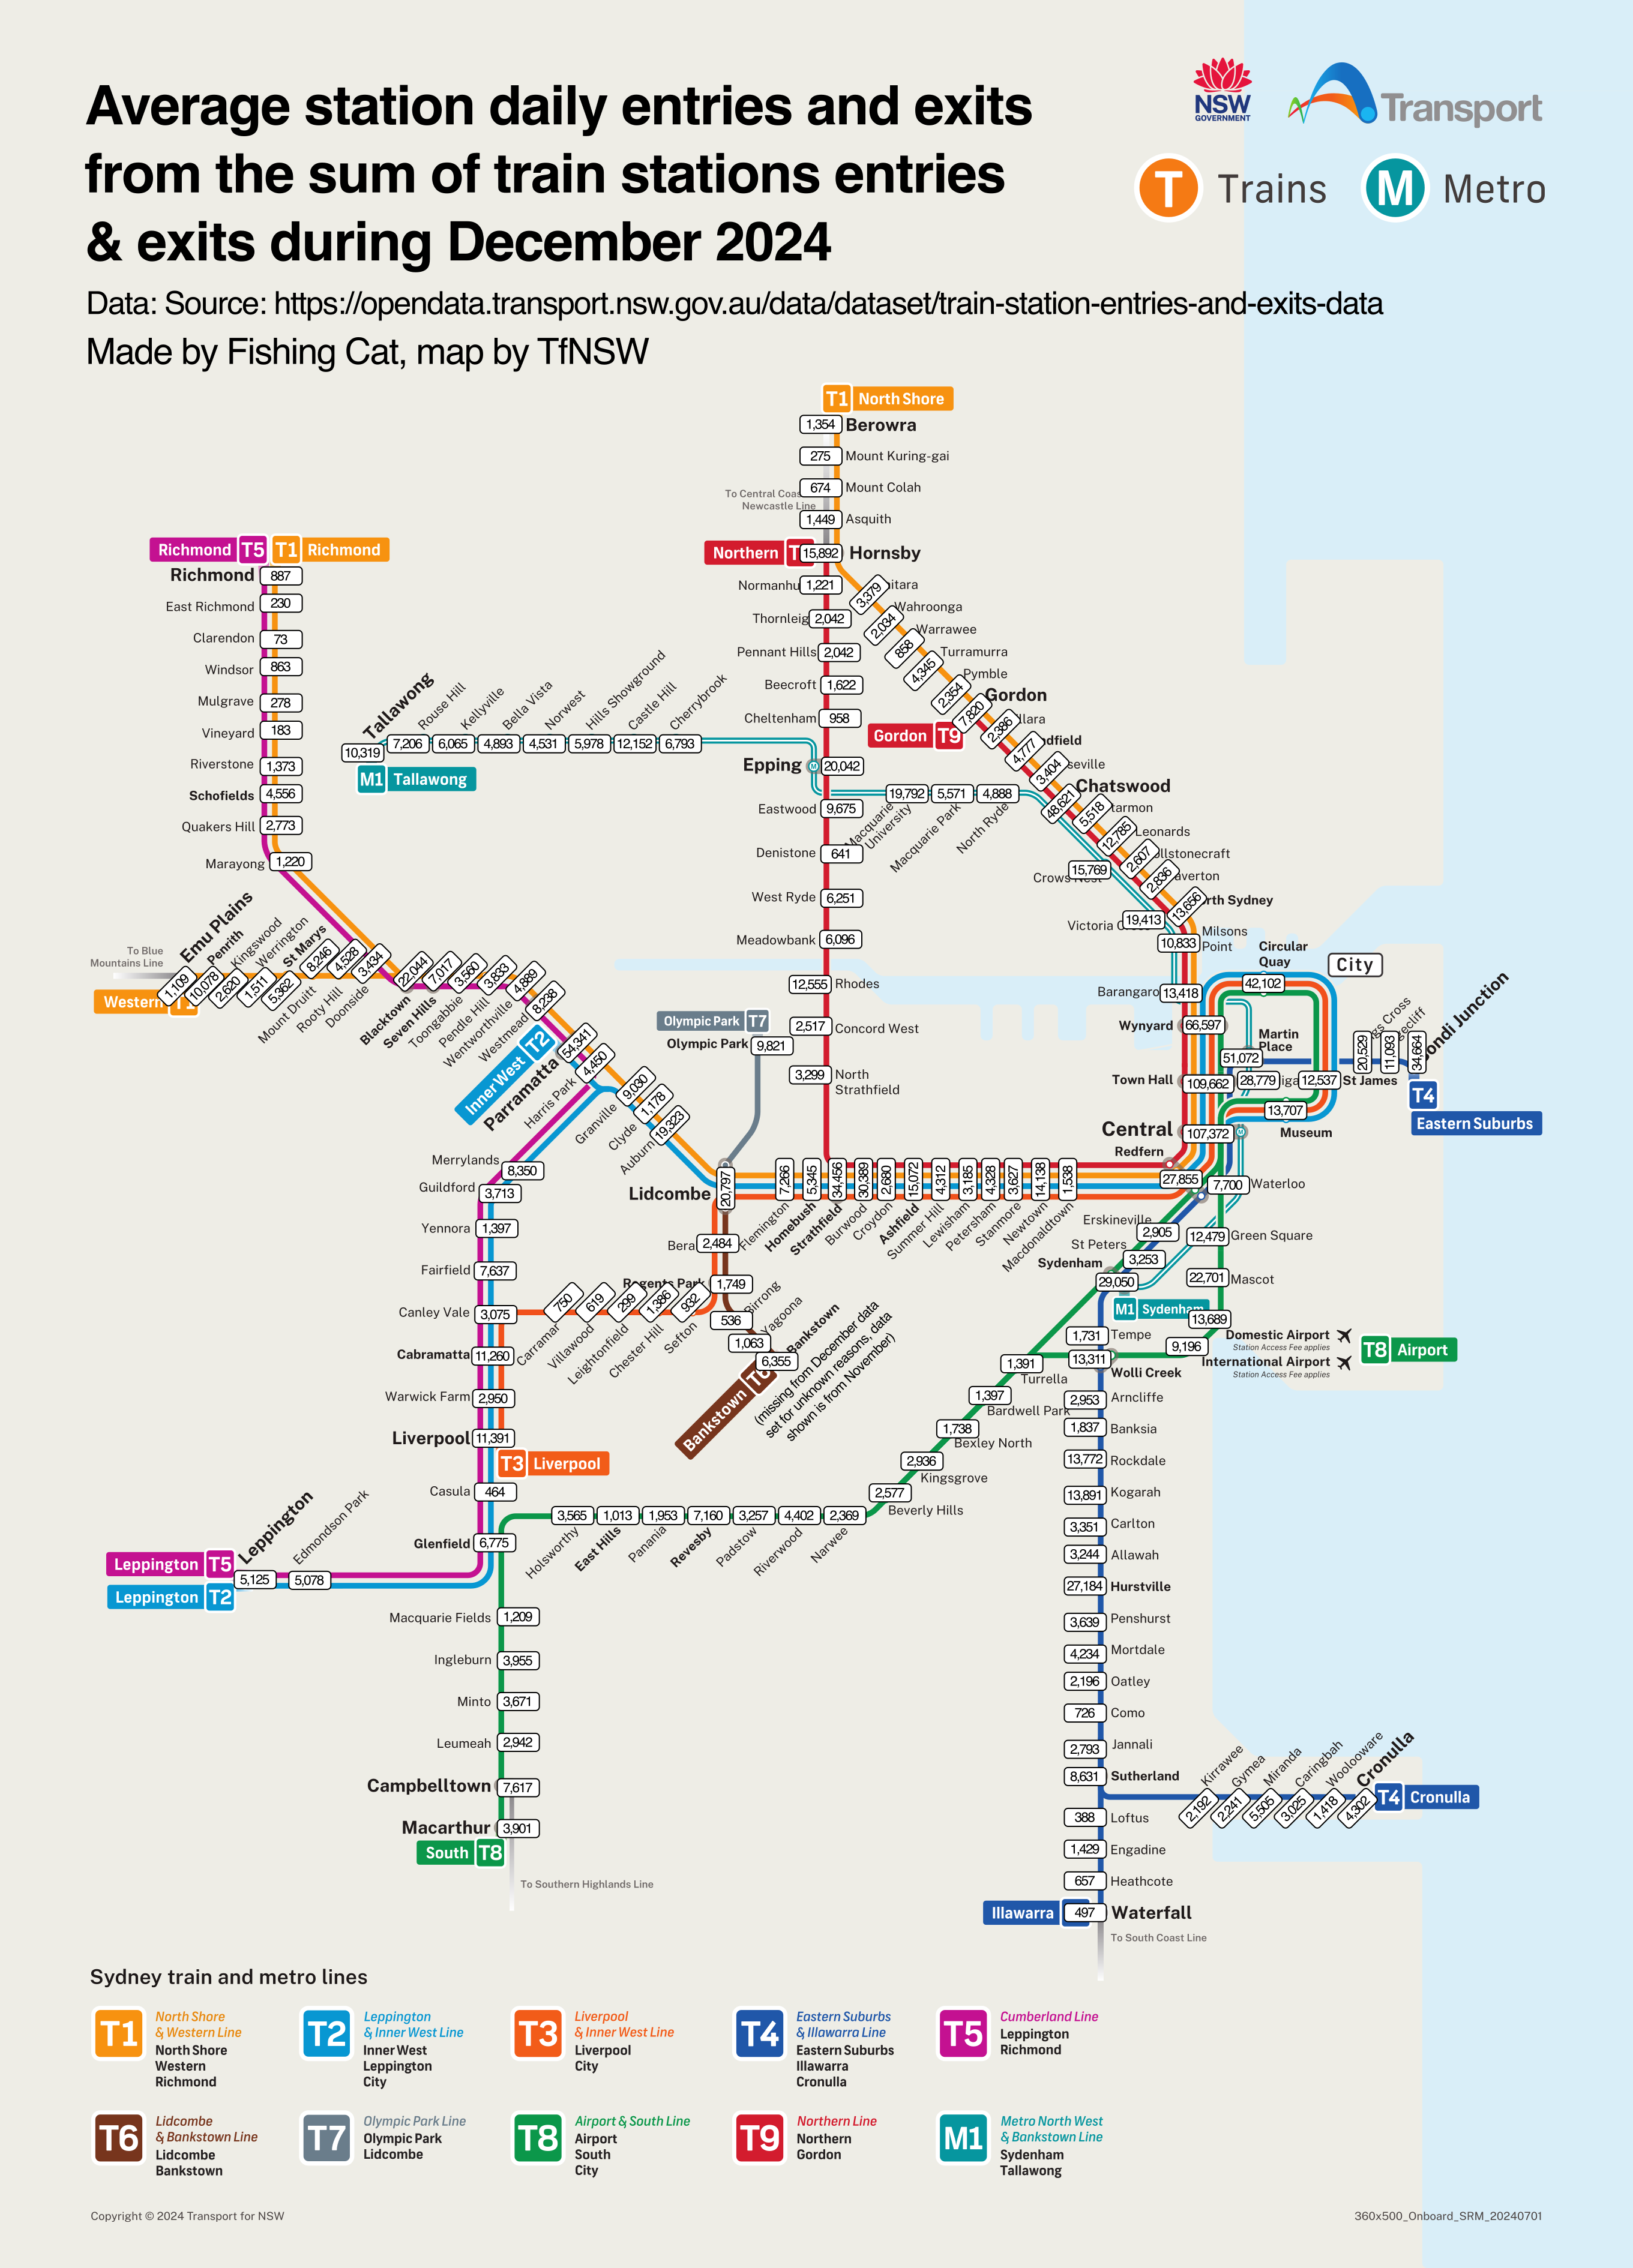 Average station daily entries and exits
from the sum of train stations entries
& exits during December 2024
Data: Source: https://opendata.transport.nsw.gov.au/data/dataset/train-station-entries-and-exits-data
Made by Fishing Cat, map by TfNSW
NSW
GOVERNMENT
Transport
T Trains
M Metro
T1 North Shore
1,354 Berowra
275 Mount Kuring-gai
674 Mount Colah
To Central Coas
Newcastle Line
1,449 Asquith
Northern T 15,892 Hornsby
Normanhu 1,221
Thornleig 2,042
Pennant Hills 2,042
Beecroft 1,622
Cheltenham 958
Epping M 20,042
Eastwood 9,675
Denistone 641
West Ryde 6,251
Meadowbank 6,096
12,555 Rhodes
2,517 Concord West
3,299 North
Strathfield
3,379 itara
2,034 Wahroonga
858 Warrawee
4,345 Turramurra
2,354 Pymble
7,820 Gordon
Gordon T9
2,386 llara
4,777 dfield
3,404 seville
48,621 Chatswood
5,518 armon
12,785 Leonards
2,607 llstonecraft
2,836 averton
13,656 rth Sydney
10,833 Milsons
Point
Richmond T5 T1 Richmond
Richmond 887
East Richmond 230
Clarendon 73
Windsor 863
Mulgrave 278
Vineyard 183
Riverstone 1,373
Schofields 4,556
Quakers Hill 2,773
Marayong 1,220
Tallawong 10,319
M1 Tallawong
Rouse Hill 7,206
Kellyville 6,065
Bella Vista 4,893
Norwest 4,531
Hills Showground 5,978
Castle Hill 12,152
Cherrybrook 6,793
19,792 Macquarie
University
5,571 Macquarie Park
4,888 North Ryde
Crows Nest 15,769
Victoria C 19,413
Barangaro 13,418
To Blue
Mountains Line
Western T1
Emu Plains 1,109
Penrith 10,078
Kingswood 2,620
Werrington 1,511
St Marys 5,362
8,246 Mount Druitt
4,528 Rooty Hill
3,434 Doonside
22,044 Blacktown
7,017 Seven Hills
3,560 Toongabbie
3,833 Pendle Hill
4,889 Wentworthville
8,238 Westmead
Inner West T2
54,341 Parramatta
4,450 Harris Park
9,030 Granville
1,178 Clyde
19,323 Auburn
Olympic Park T7
Olympic Park 9,821
Lidcombe 20,797
7,266 Flemington
5,345 Homebush
34,456 Strathfield
30,389 Burwood
2,680 Croydon
15,072 Ashfield
4,312 Summer Hill
3,185 Lewisham
4,328 Petersham
3,627 Stanmore
14,138 Newtown
1,538 Macdonaldtown
Redfern 27,855
Central 107,372 M
Town Hall 109,662
Wynyard 66,597
Circular
Quay
42,102
City
Martin
Place
51,072
28,779 iga
12,537 St James
13,707
Museum
20,529 gs Cross
11,093 ecliff
34,664 ondi Junction
T4
Eastern Suburbs
7,700 Waterloo
Erskineville 2,905
St Peters 3,253
Sydenham 29,050
M1 Sydenham
12,479 Green Square
22,701 Mascot
13,689 Domestic Airport
Station Access Fee applies
9,196 International Airport
Station Access Fee applies
T8 Airport
1,731 Tempe
13,311 Wolli Creek
2,953 Arncliffe
1,837 Banksia
13,772 Rockdale
13,891 Kogarah
3,351 Carlton
3,244 Allawah
27,184 Hurstville
3,639 Penshurst
4,234 Mortdale
2,196 Oatley
726 Como
2,793 Jannali
8,631 Sutherland
388 Loftus
1,429 Engadine
657 Heathcote
Illawarra 497 Waterfall
To South Coast Line
Kirrawee 2,192
Gymea 2,241
Miranda 5,505
Caringbah 3,025
Woolooware 1,418
Cronulla 4,302
T4 Cronulla
1,391 Turrella
1,397 Bardwell Park
1,738 Bexley North
2,936 Kingsgrove
2,577 Beverly Hills
2,369 Narwee
4,402 Riverwood
3,257 Padstow
7,160 Revesby
1,953 Panania
1,013 East Hills
3,565 Holsworthy
Merrylands 8,350
Guildford 3,713
Yennora 1,397
Fairfield 7,637
Canley Vale 3,075
Cabramatta 11,260
Warwick Farm 2,950
Liverpool 11,391
T3 Liverpool
Casula 464
Glenfield 6,775
Leppington 5,125
Edmondson Park 5,078
Leppington T5
Leppington T2
Macquarie Fields 1,209
Ingleburn 3,955
Minto 3,671
Leumeah 2,942
Campbelltown 7,617
Macarthur 3,901
South T8
To Southern Highlands Line
Bera 2,484
Regents Park 1,749
750 Carramar
619 Villawood
299 Leightonfield
1,386 Chester Hill
932 Sefton
536 Birrong
1,063 Yagoona
6,355 Bankstown
(missing from December data
set for unknown reasons, data
shown is from November)
Bankstown T6
Sydney train and metro lines
T1 North Shore
& Western Line
North Shore
Western
Richmond
T2 Leppington
& Inner West Line
Inner West
Leppington
City
T3 Liverpool
& Inner West Line
Liverpool
City
T4 Eastern Suburbs
& Illawarra Line
Eastern Suburbs
Illawarra
Cronulla
T5 Cumberland Line
Leppington
Richmond
T6 Lidcombe
& Bankstown Line
Lidcombe
Bankstown
T7 Olympic Park Line
Olympic Park
Lidcombe
T8 Airport & South Line
Airport
South
City
T9 Northern Line
Northern
Gordon
M1 Metro North West
& Bankstown Line
Sydenham
Tallawong
Copyright © 2024 Transport for NSW
360x500_Onboard_SRM_20240701